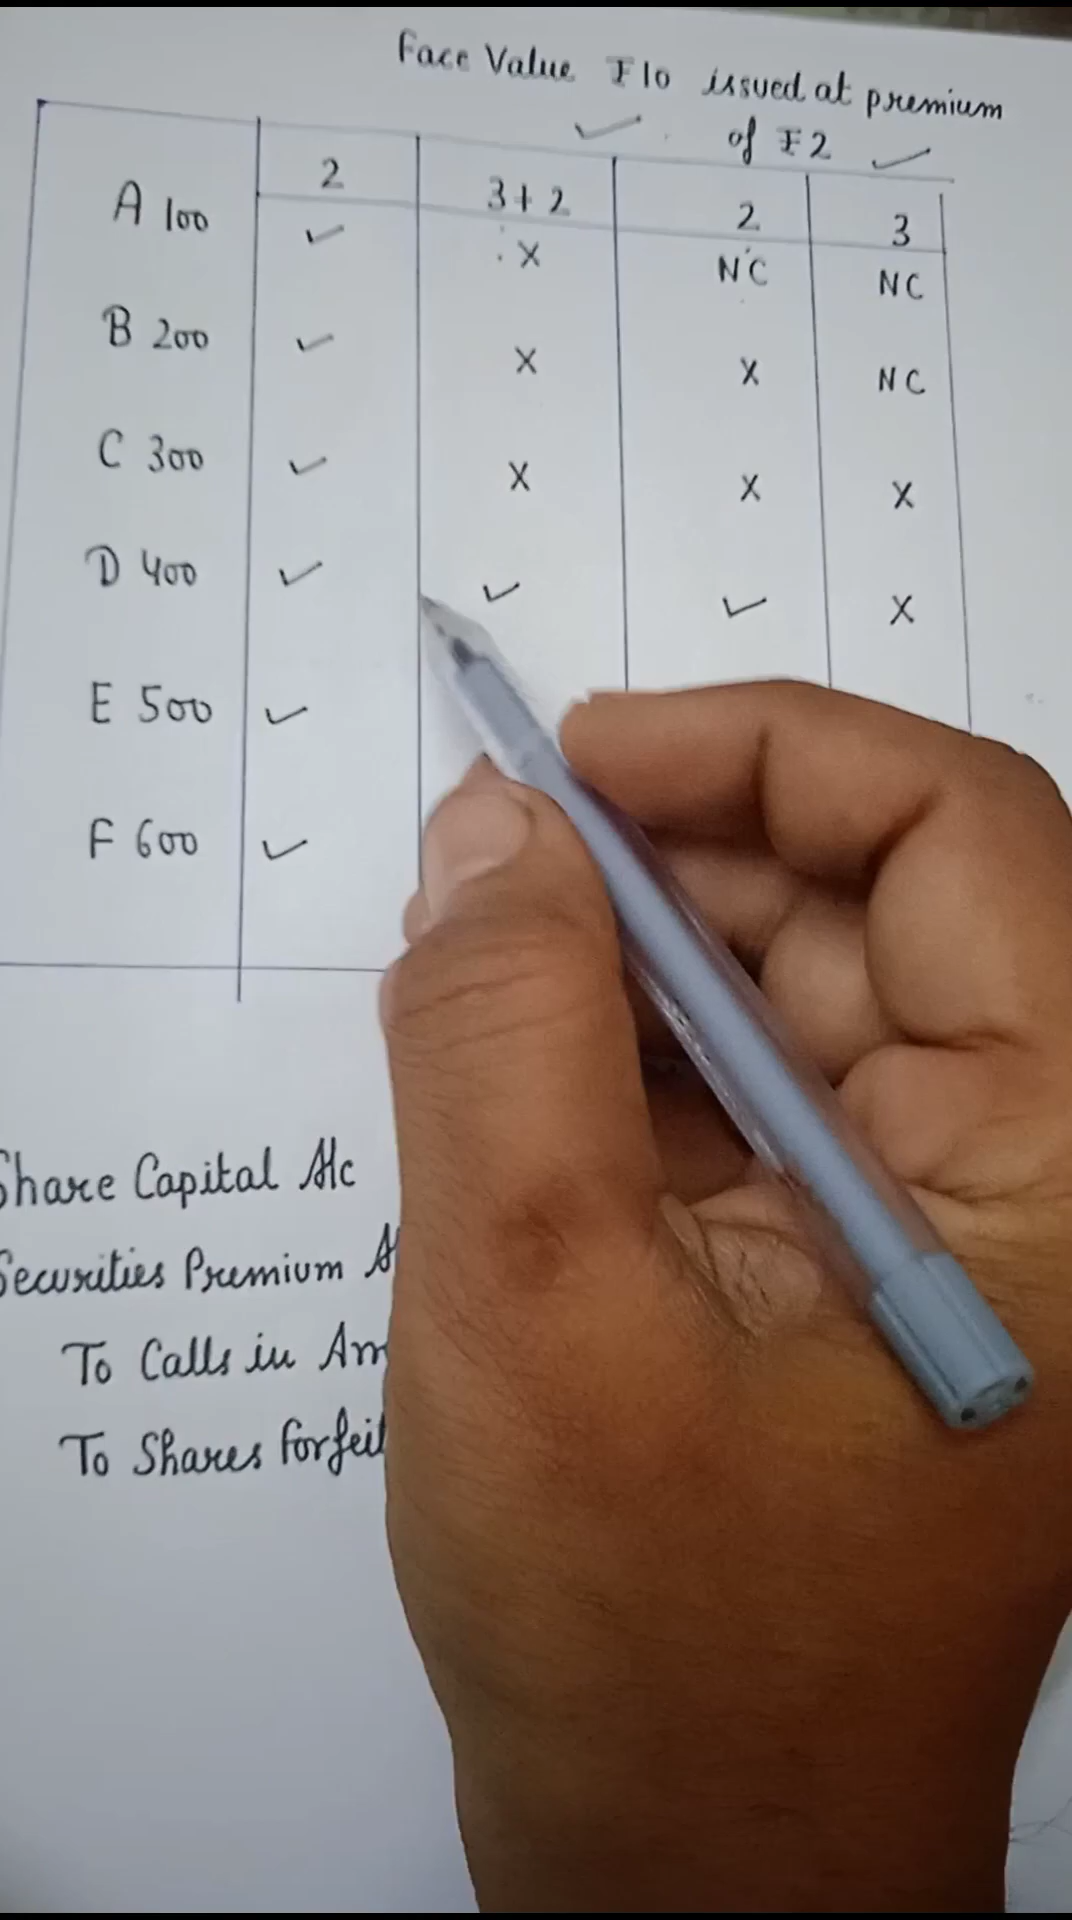 Face Value ₹10 issued at premium
of ₹2
2 3+2 2 3
A 100 ✓ X NC NC
B 200 ✓ X X NC
C 300 ✓ X X X
D 400 ✓ ✓ ✓ X
E 500 ✓
F 600 ✓
Share Capital A/c
Securities Premium
To Calls in
To Shares